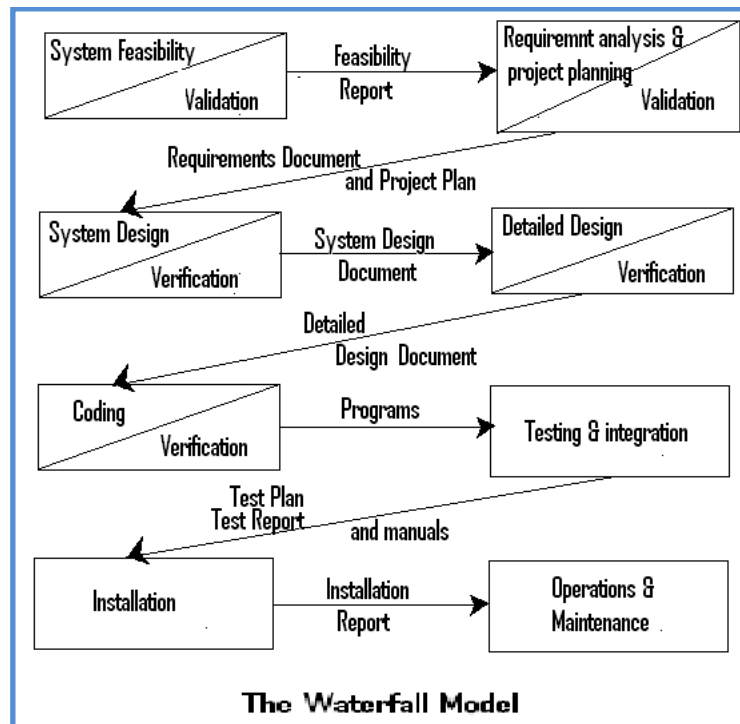 System Feasibility
Validation
Feasibility
Report
Requiremnt analysis &
project planning
Validation
Requirements Document
and Project Plan
System Design
Verification
System Design
Document
Detailed Design
Verification
Detailed
Design Document
Coding
Verification
Programs
Testing & integration
Test Plan
Test Report
and manuals
Installation
Installation
Report
Operations &
Maintenance
The Waterfall Model